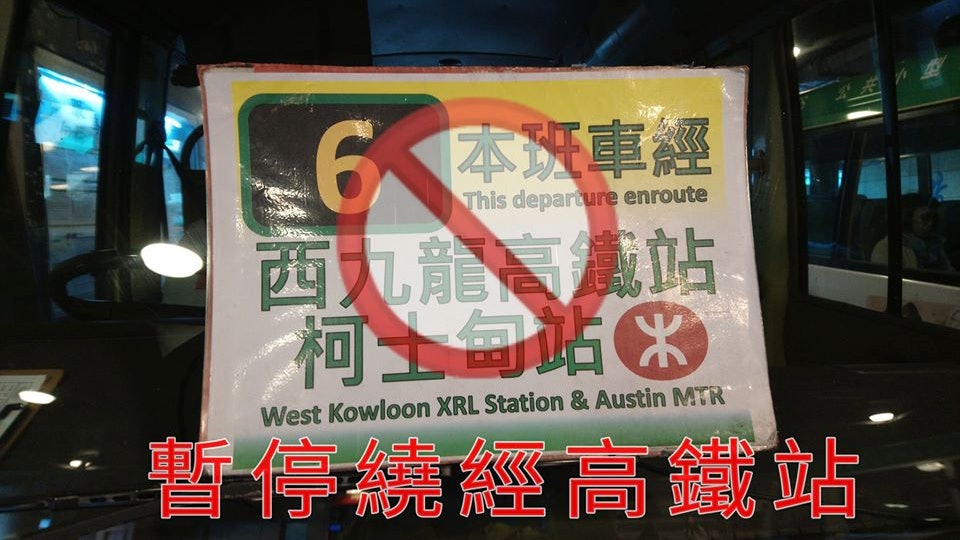 6
本班車經
This departure enroute
西九龍高鐵站
柯士甸站
West Kowloon XRL Station & Austin MTR
暫停繞經高鐵站